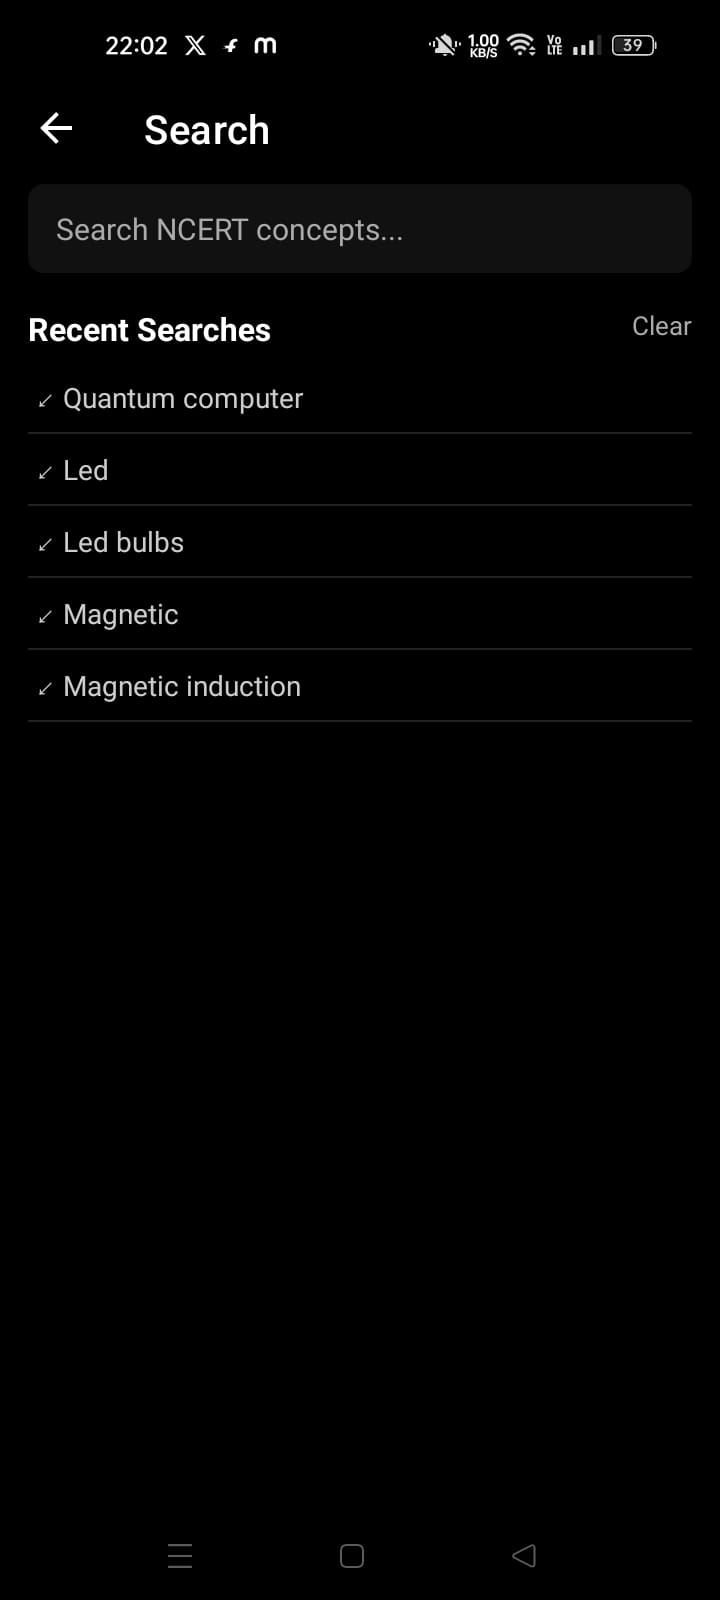 22:02
1.00
KB/S
Vo
LTE
39
Search
Search NCERT concepts...
Recent Searches
Clear
Quantum computer
Led
Led bulbs
Magnetic
Magnetic induction